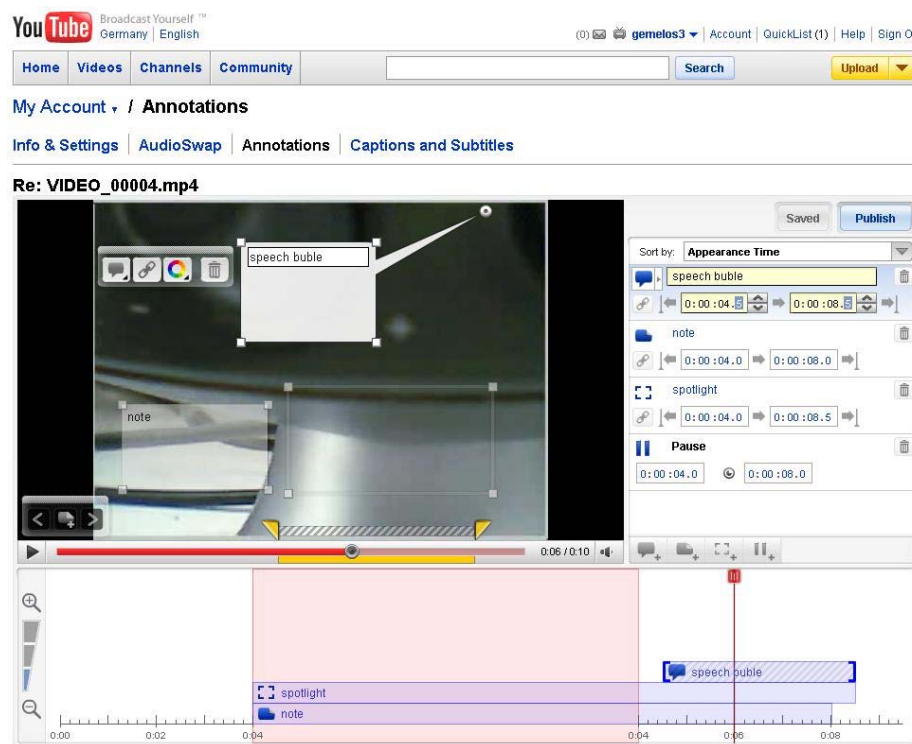 You Tube Broadcast Yourself ™
Germany | English
(0) gemelos3 | Account | QuickList (1) | Help | Sign O
Home Videos Channels Community Search Upload
My Account / Annotations
Info & Settings | AudioSwap | Annotations | Captions and Subtitles
Re: VIDEO_00004.mp4
Saved Publish
Sort by: Appearance Time
speech buble
speech buble
0:00 :04.5 0:00 :08.5
note
0:00 :04.0 0:00 :08.0
spotlight
0:00 :04.0 0:00 :08.5
Pause
0:00 :04.0 0:00 :08.0
note
0:06 / 0:10
speech buble
spotlight
note
0:00 0:02 0:04 0:04 0:06 0:08